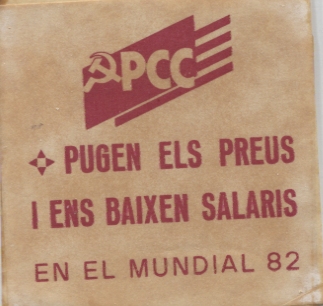 PCC
PUGEN ELS PREUS
I ENS BAIXEN SALARIS
EN EL MUNDIAL 82